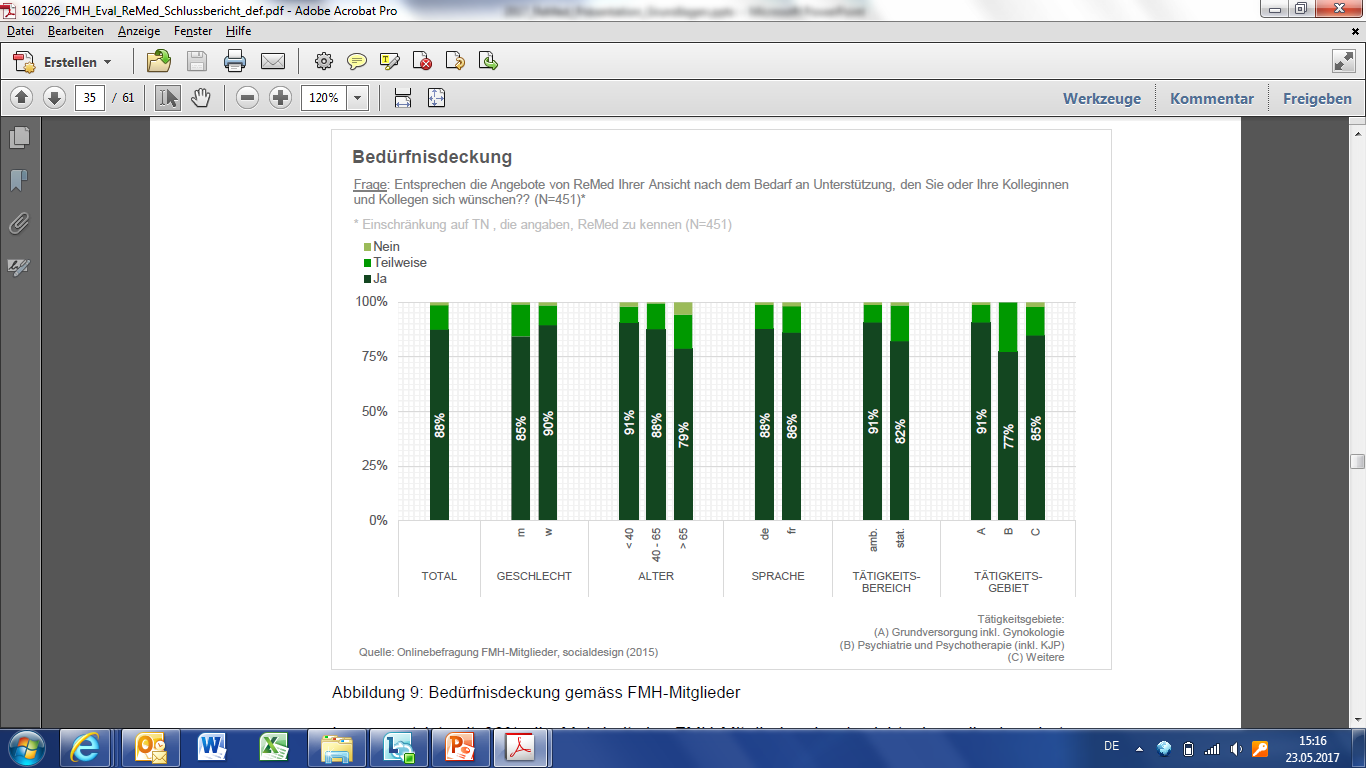 160226_FMH_Eval_ReMed_Schlussbericht_def.pdf - Adobe Acrobat Pro
Datei Bearbeiten Anzeige Fenster Hilfe
Erstellen
35 / 61 120% Werkzeuge Kommentar Freigeben
Bedürfnisdeckung
Frage: Entsprechen die Angebote von ReMed Ihrer Ansicht nach dem Bedarf an Unterstützung, den Sie oder Ihre Kolleginnen
und Kollegen sich wünschen?? (N=451)*
* Einschränkung auf TN , die angaben, ReMed zu kennen (N=451)
Nein
Teilweise
Ja
100%
75%
50%
25%
0%
88% 85% 90% 91% 88% 79% 88% 86% 91% 82% 91% 77% 85%
m w < 40 40 - 65 > 65 de fr amb. stat. A B C
TOTAL GESCHLECHT ALTER SPRACHE TÄTIGKEITS- TÄTIGKEITS-
BEREICH GEBIET
Tätigkeitsgebiete:
(A) Grundversorgung inkl. Gynokologie
(B) Psychiatrie und Psychotherapie (inkl. KJP)
(C) Weitere
Quelle: Onlinebefragung FMH-Mitglieder, socialdesign (2015)
Abbildung 9: Bedürfnisdeckung gemäss FMH-Mitglieder
DE
15:16
23.05.2017